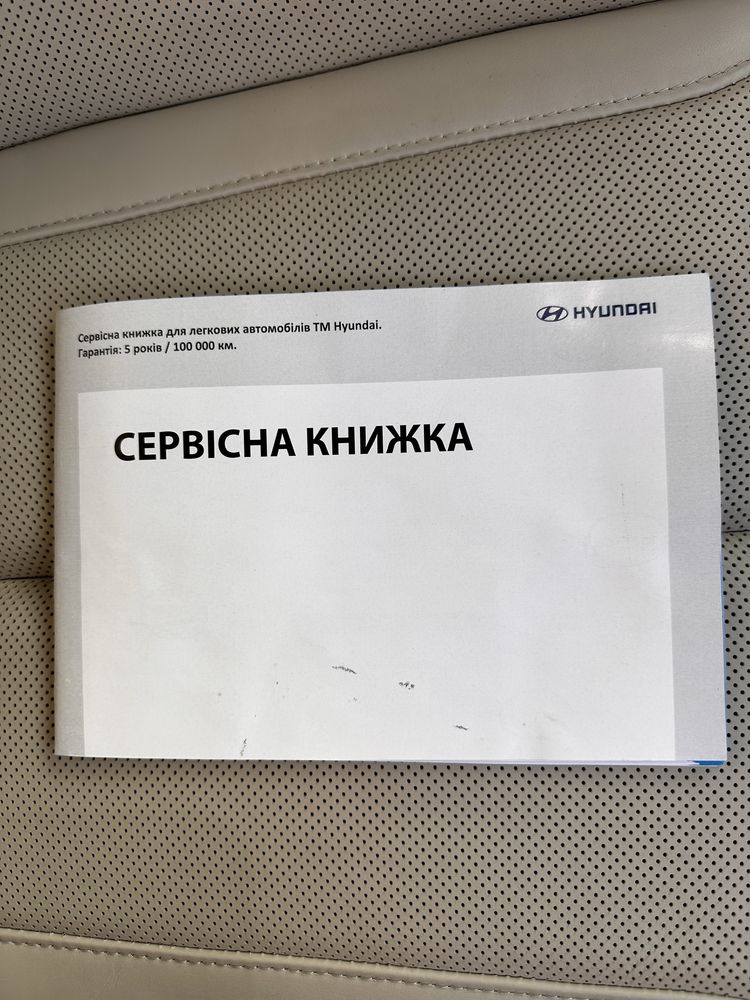 Сервісна книжка для легкових автомобілів ТМ Hyundai.
Гарантія: 5 років / 100 000 км.
HYUNDAI
СЕРВІСНА КНИЖКА